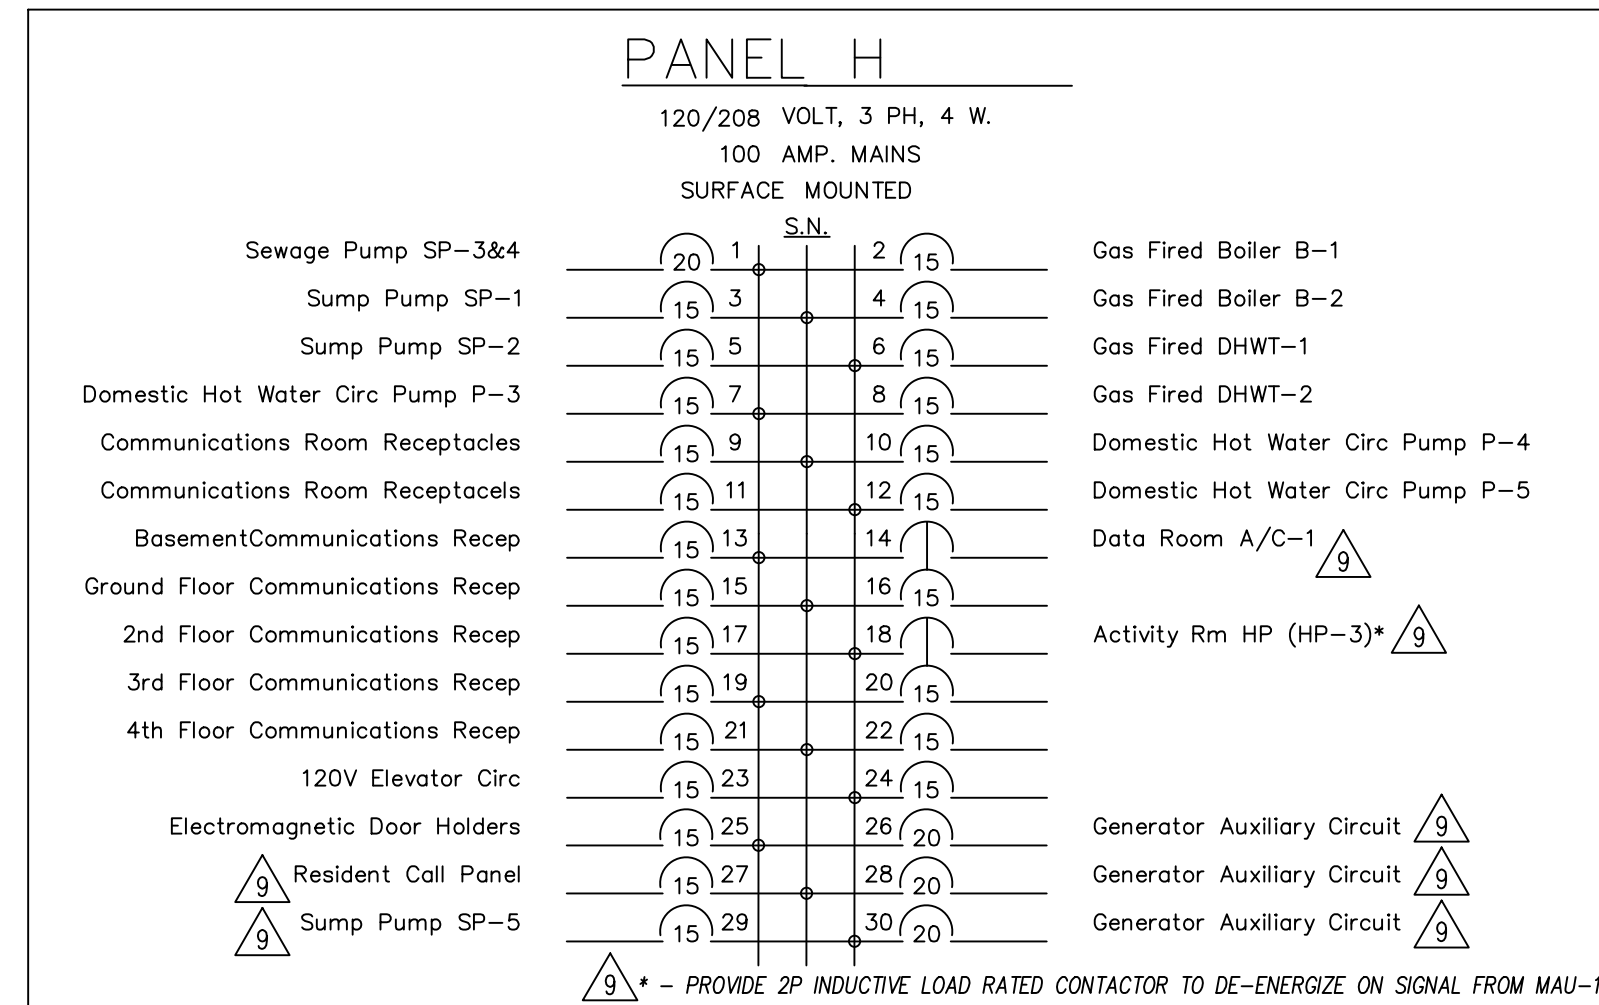 PANEL H
120/208 VOLT, 3 PH, 4 W.
100 AMP. MAINS
SURFACE MOUNTED
S.N.
Sewage Pump SP-3&4 20 1 2 15 Gas Fired Boiler B-1
Sump Pump SP-1 15 3 4 15 Gas Fired Boiler B-2
Sump Pump SP-2 15 5 6 15 Gas Fired DHWT-1
Domestic Hot Water Circ Pump P-3 15 7 8 15 Gas Fired DHWT-2
Communications Room Receptacles 15 9 10 15 Domestic Hot Water Circ Pump P-4
Communications Room Receptacels 15 11 12 15 Domestic Hot Water Circ Pump P-5
BasementCommunications Recep 15 13 14 Data Room A/C-1 9
Ground Floor Communications Recep 15 15 16 15
2nd Floor Communications Recep 15 17 18 Activity Rm HP (HP-3)* 9
3rd Floor Communications Recep 15 19 20 15
4th Floor Communications Recep 15 21 22 15
120V Elevator Circ 15 23 24 15
Electromagnetic Door Holders 15 25 26 20 Generator Auxiliary Circuit 9
9 Resident Call Panel 15 27 28 20 Generator Auxiliary Circuit 9
9 Sump Pump SP-5 15 29 30 20 Generator Auxiliary Circuit 9
9 * - PROVIDE 2P INDUCTIVE LOAD RATED CONTACTOR TO DE-ENERGIZE ON SIGNAL FROM MAU-1